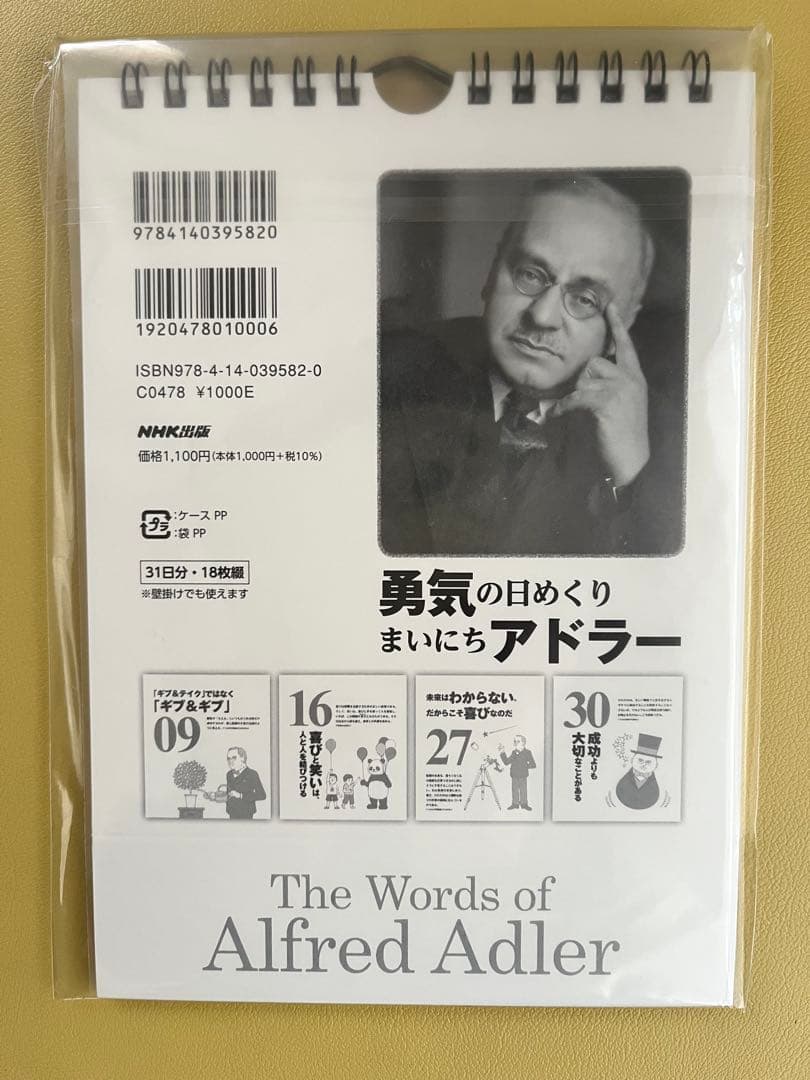 9784140395820
1920478010006
ISBN978-4-14-039582-0
C0478 ¥1000E
NHK出版
価格1,100円(本体1,000円+税10%)
プラ
:ケース PP
:袋 PP
31日分・18枚綴
※壁掛けでも使えます
勇気の日めくり
まいにちアドラー
「ギブ&テイク」ではなく
「ギブ&ギブ」
09
16
喜びと笑いは、
人と人を結びつける
未来はわからない、
だからこそ喜びなのだ
27
30
成功よりも
大切なことがある
The Words of
Alfred Adler